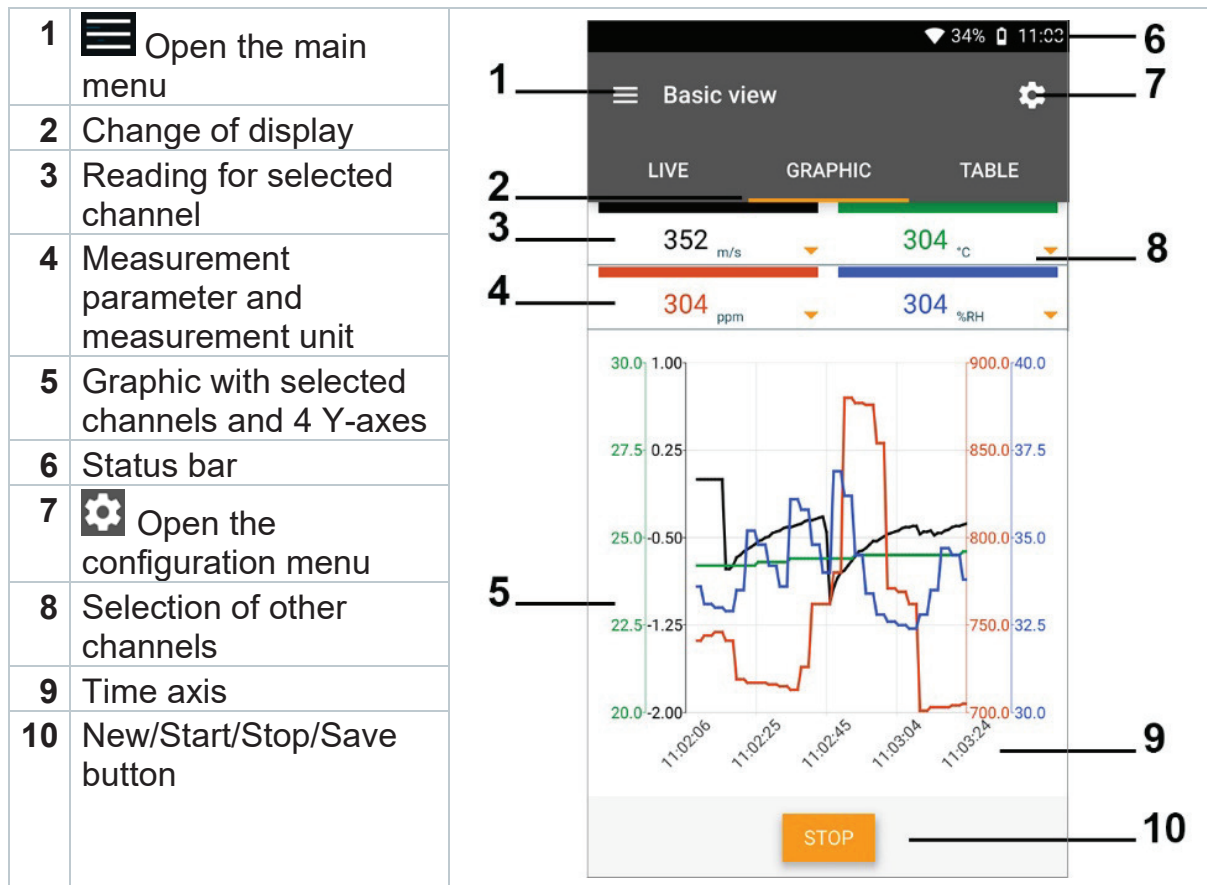 1 Open the main
menu
2 Change of display
3 Reading for selected
channel
4 Measurement
parameter and
measurement unit
5 Graphic with selected
channels and 4 Y-axes
6 Status bar
7 Open the
configuration menu
8 Selection of other
channels
9 Time axis
10 New/Start/Stop/Save
button
34% 11:00 6
1 Basic view 7
LIVE GRAPHIC TABLE
2
3 352 m/s 304 °C 8
4 304 ppm 304 %RH
30.0 1.00 900.0 40.0
27.5 0.25 850.0 37.5
25.0 -0.50 800.0 35.0
5
22.5 -1.25 750.0 32.5
20.0 -2.00 700.0 30.0
11:02:06 11:02:25 11:02:45 11:03:04 11:03:24
9
STOP 10